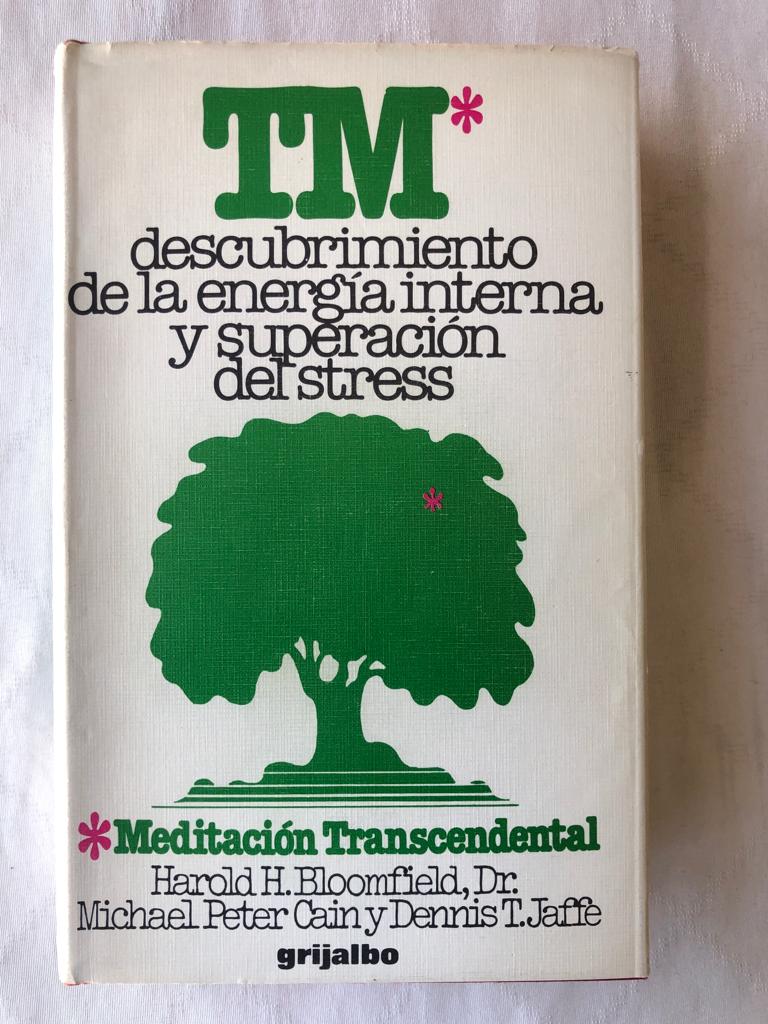 TM*
descubrimiento
de la energía interna
y superación
del stress
*
*Meditación Transcendental
Harold H. Bloomfield, Dr.
Michael Peter Cain y Dennis T. Jaffe
grijalbo